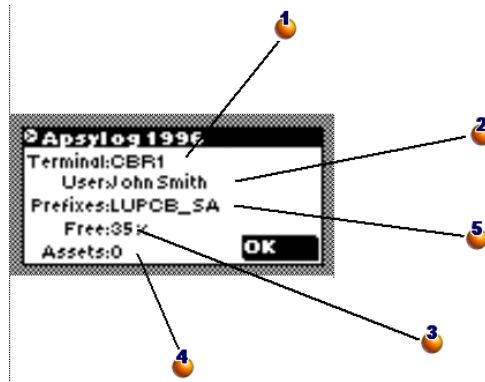 1
2
® Apsylog 1996
Terminal:CBR1
User:John Smith
Prefixes:LUPCB_SA
5
Free:35%
Assets:0
OK
3
4